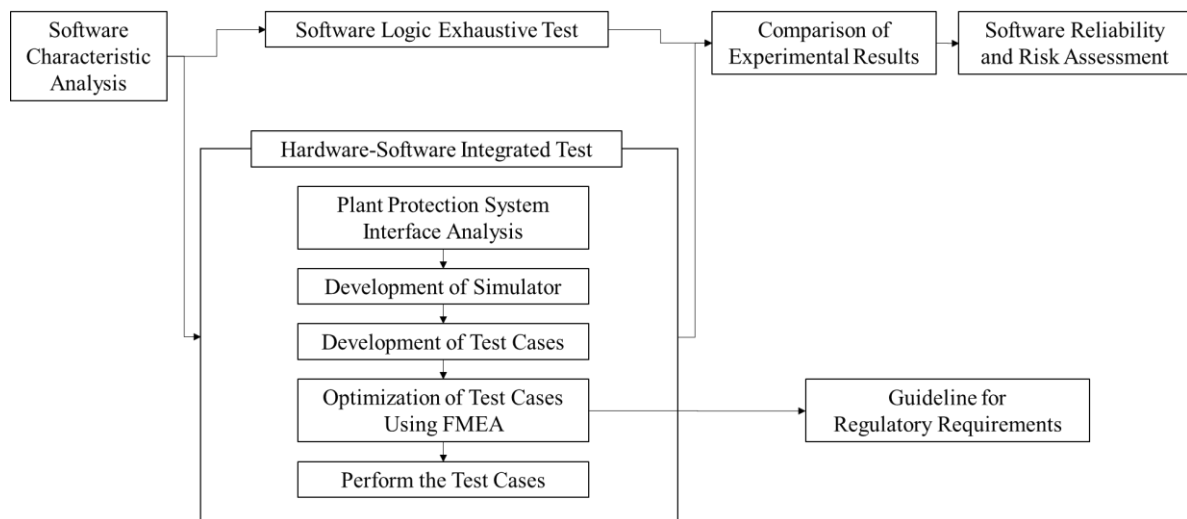 Software
Characteristic
Analysis
Software Logic Exhaustive Test
Comparison of
Experimental Results
Software Reliability
and Risk Assessment
Hardware-Software Integrated Test
Plant Protection System
Interface Analysis
Development of Simulator
Development of Test Cases
Optimization of Test Cases
Using FMEA
Guideline for
Regulatory Requirements
Perform the Test Cases